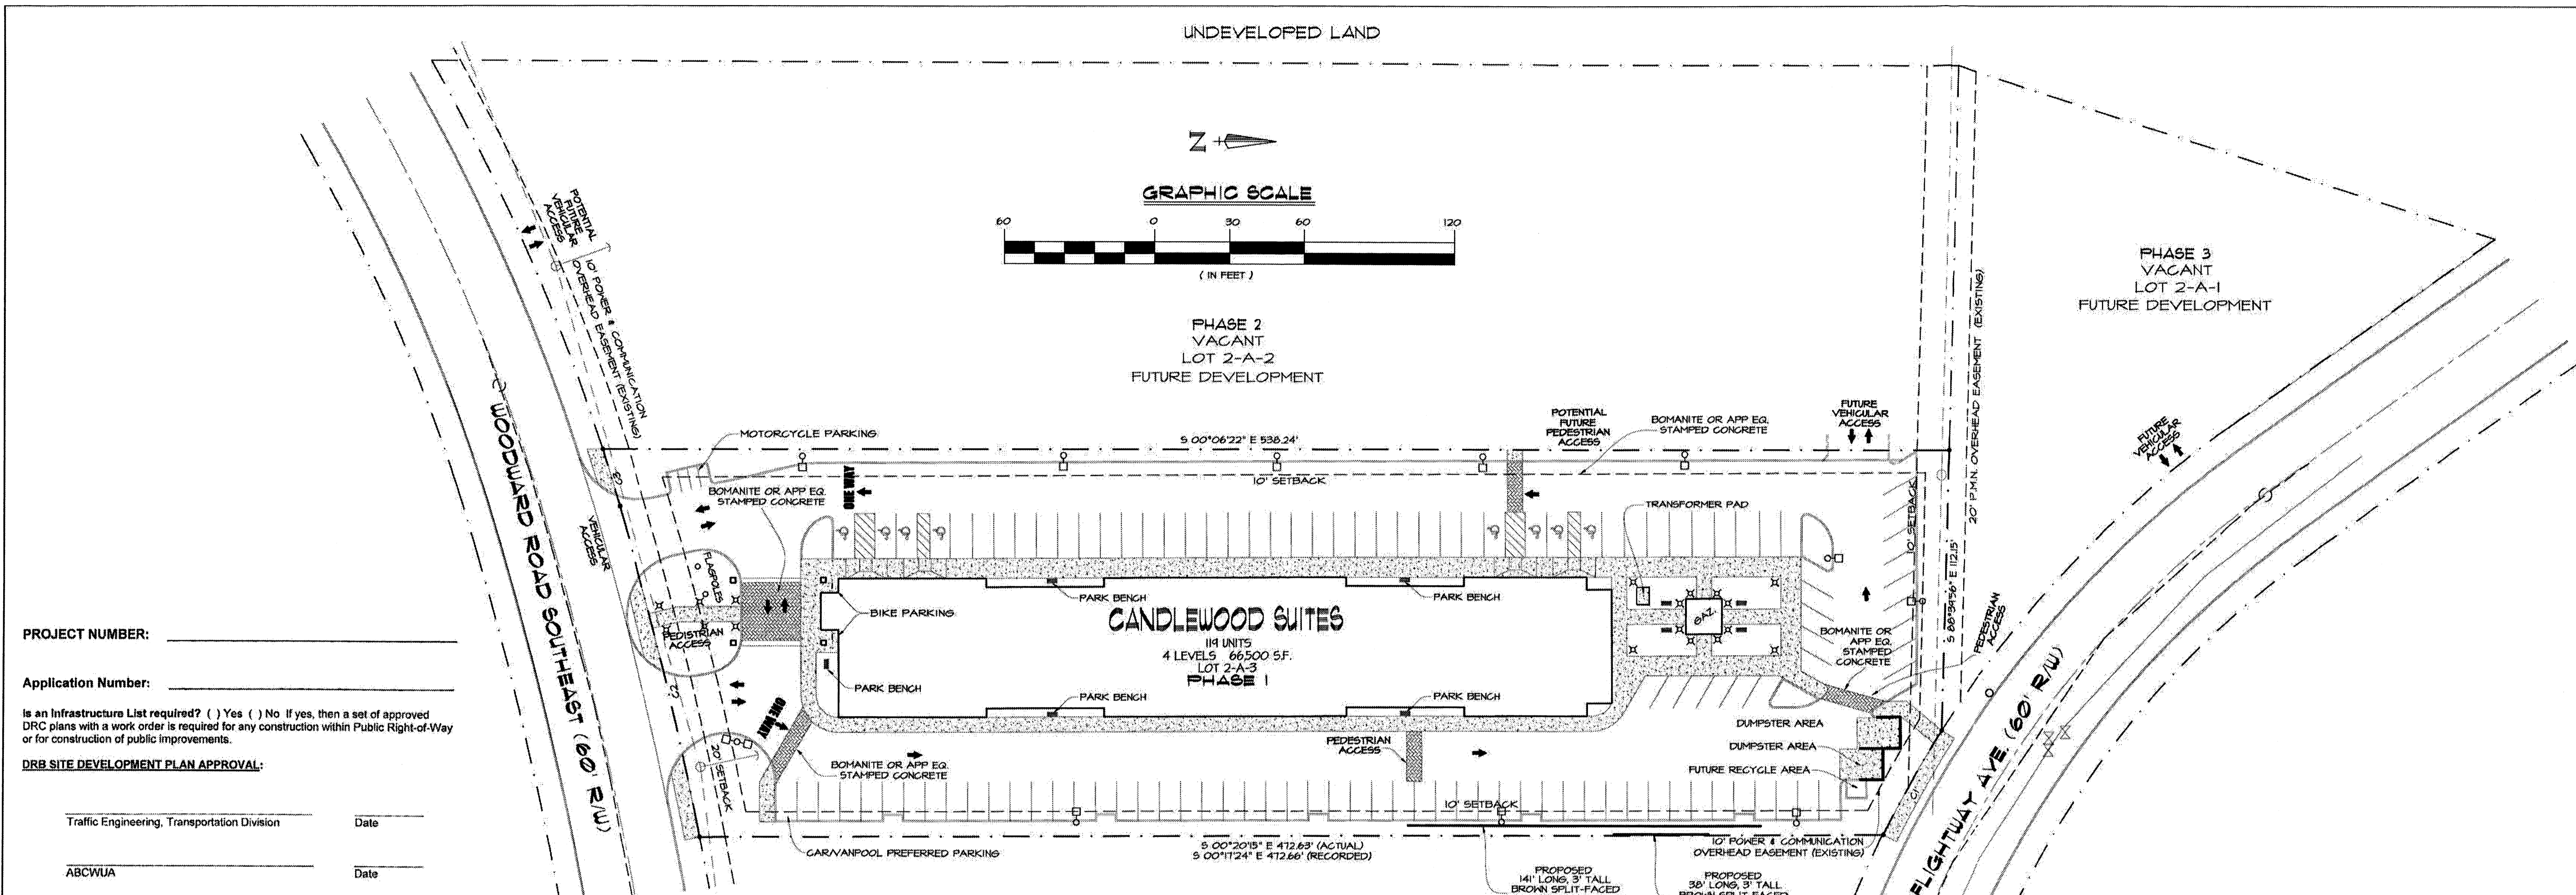 UNDEVELOPED LAND
N
GRAPHIC SCALE
60 0 30 60 120
( IN FEET )
POTENTIAL
FUTURE
VEHICULAR
ACCESS
10' POWER & COMMUNICATION
OVERHEAD EASEMENT (EXISTING)
PHASE 2
VACANT
LOT 2-A-2
FUTURE DEVELOPMENT
PHASE 3
VACANT
LOT 2-A-1
FUTURE DEVELOPMENT
20' P.M.N. OVERHEAD EASEMENT (EXISTING)
FUTURE
VEHICULAR
ACCESS
WOODWARD ROAD SOUTHEAST (60' R/W)
MOTORCYCLE PARKING
S 00°06'22" E 538.24'
POTENTIAL
FUTURE
PEDESTRIAN
ACCESS
BOMANITE OR APP EQ.
STAMPED CONCRETE
FUTURE
VEHICULAR
ACCESS
C3
VEHICULAR
ACCESS
BOMANITE OR APP EQ.
STAMPED CONCRETE
ONE WAY
10' SETBACK
TRANSFORMER PAD
10' SETBACK
S 88°39'56" E 112.15'
FLAGPOLES
PEDISTRIAN
ACCESS
BIKE PARKING
PARK BENCH
PARK BENCH
CANDLEWOOD SUITES
119 UNITS
4 LEVELS 66500 S.F.
LOT 2-A-3
PHASE 1
GAZ.
BOMANITE OR
APP EQ.
STAMPED
CONCRETE
PEDESTRIAN
ACCESS
PARK BENCH
PARK BENCH
PARK BENCH
C2
ONE WAY
20' SETBACK
BOMANITE OR APP EQ.
STAMPED CONCRETE
PEDESTRIAN
ACCESS
DUMPSTER AREA
DUMPSTER AREA
FUTURE RECYCLE AREA
10' SETBACK
C1
FLIGHTWAY AVE. (60' R/W)
CAR/VANPOOL PREFERRED PARKING
S 00°20'15" E 472.63' (ACTUAL)
S 00°17'24" E 472.66' (RECORDED)
10' POWER & COMMUNICATION
OVERHEAD EASEMENT (EXISTING)
PROPOSED
141' LONG, 3' TALL
BROWN SPLIT-FACED
PROPOSED
38' LONG, 3' TALL
BROWN SPLIT-FACED
PROJECT NUMBER:
Application Number:
Is an Infrastructure List required? ( ) Yes ( ) No If yes, then a set of approved
DRC plans with a work order is required for any construction within Public Right-of-Way
or for construction of public improvements.
DRB SITE DEVELOPMENT PLAN APPROVAL:
Traffic Engineering, Transportation Division Date
ABCWUA Date